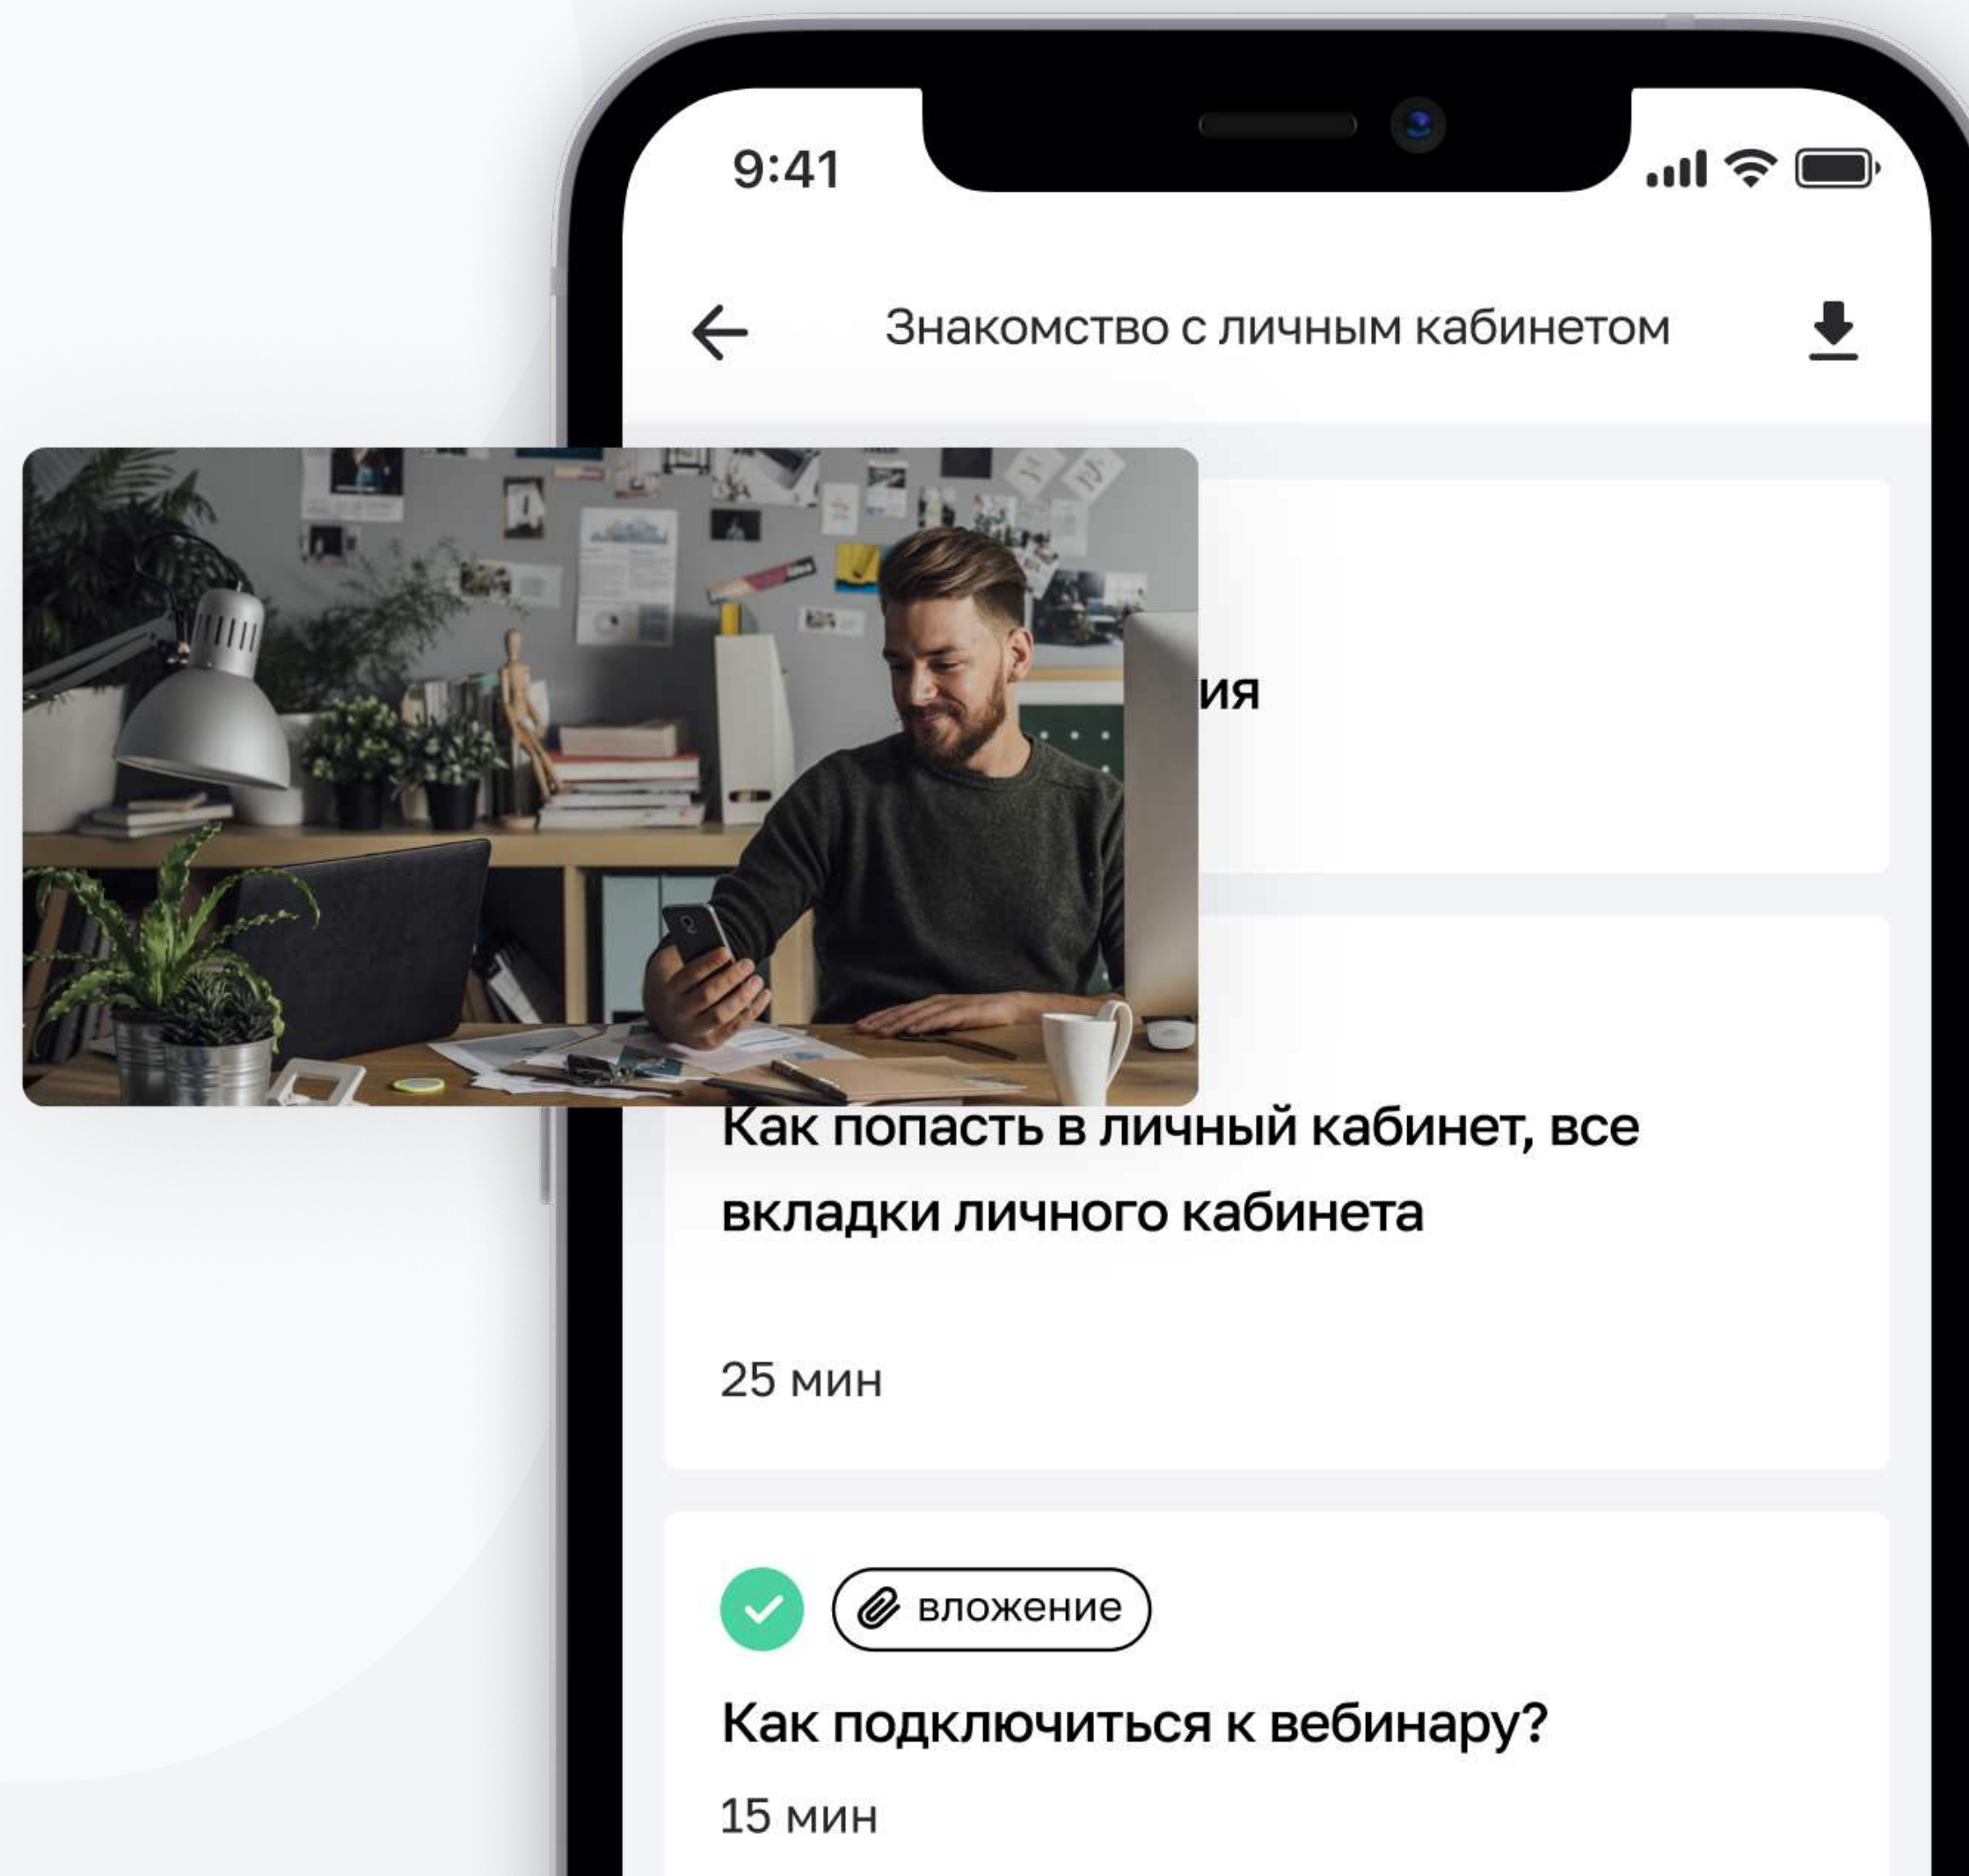 9:41
Знакомство с личным кабинетом
Как попасть в личный кабинет, все
вкладки личного кабинета
25 мин
вложение
Как подключиться к вебинару?
15 мин